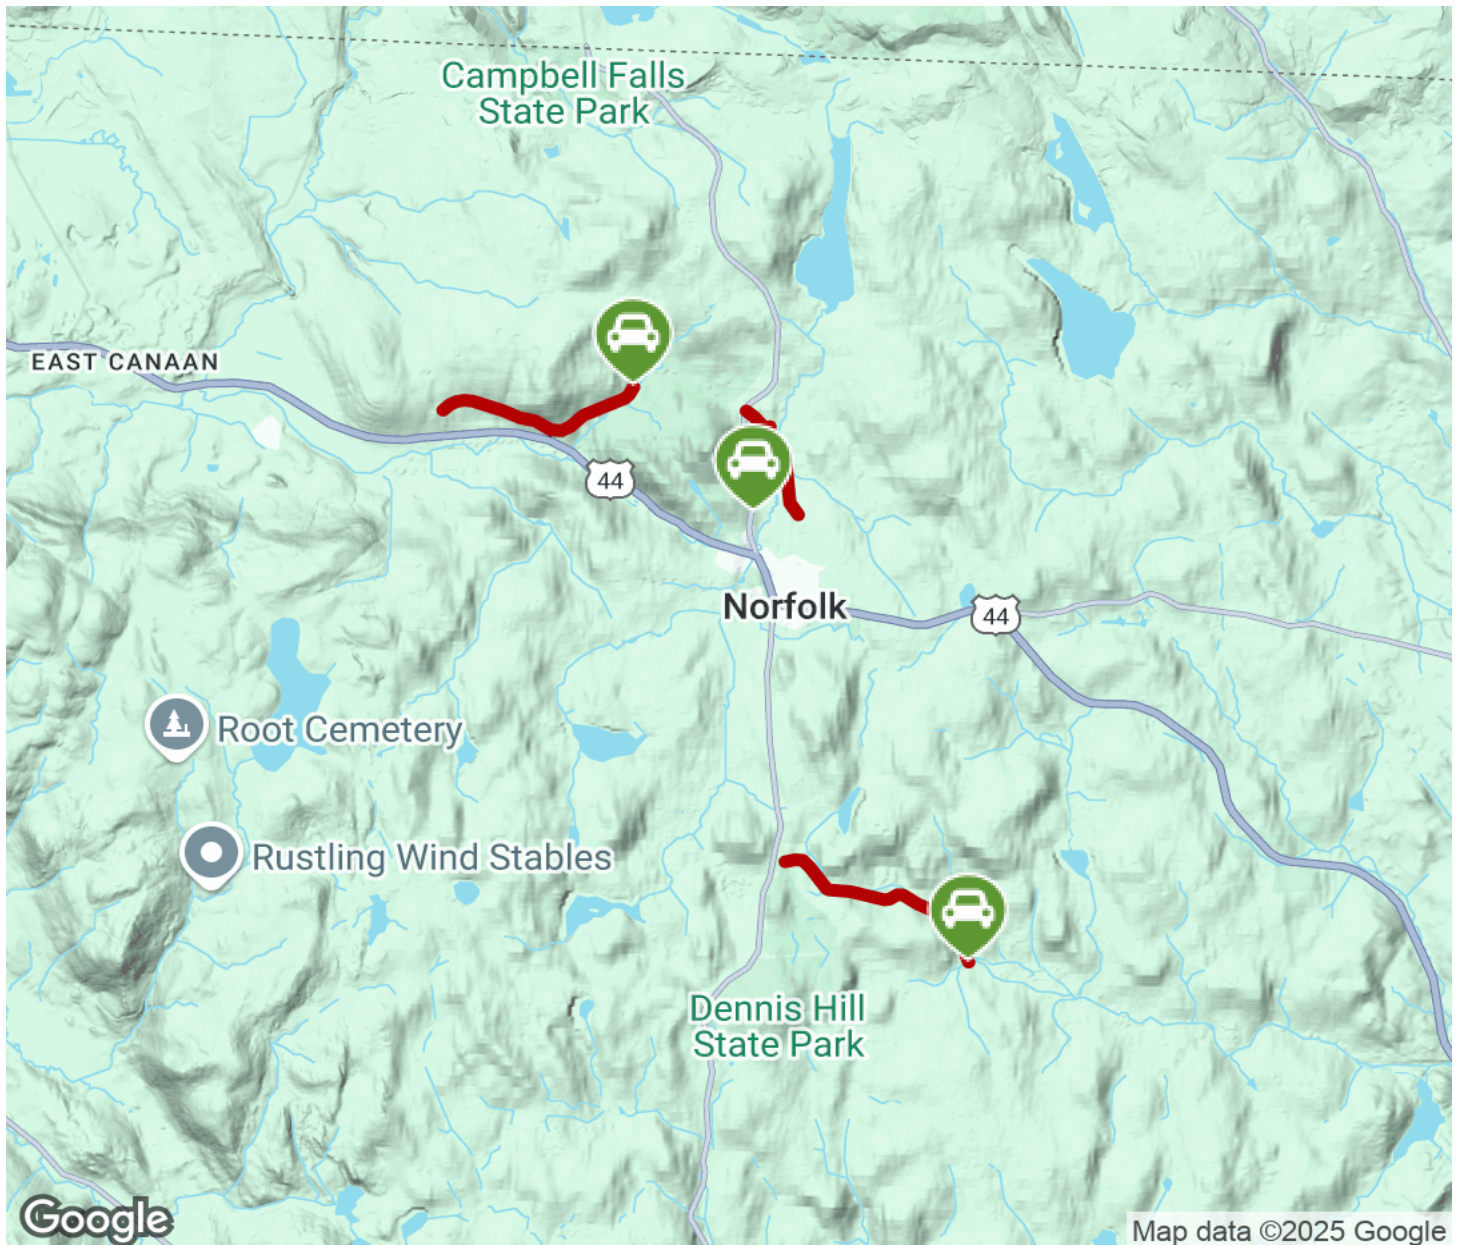 Campbell Falls
State Park
EAST CANAAN
44
Norfolk
44
Root Cemetery
Rustling Wind Stables
Dennis Hill
State Park
Google
Map data ©2025 Google